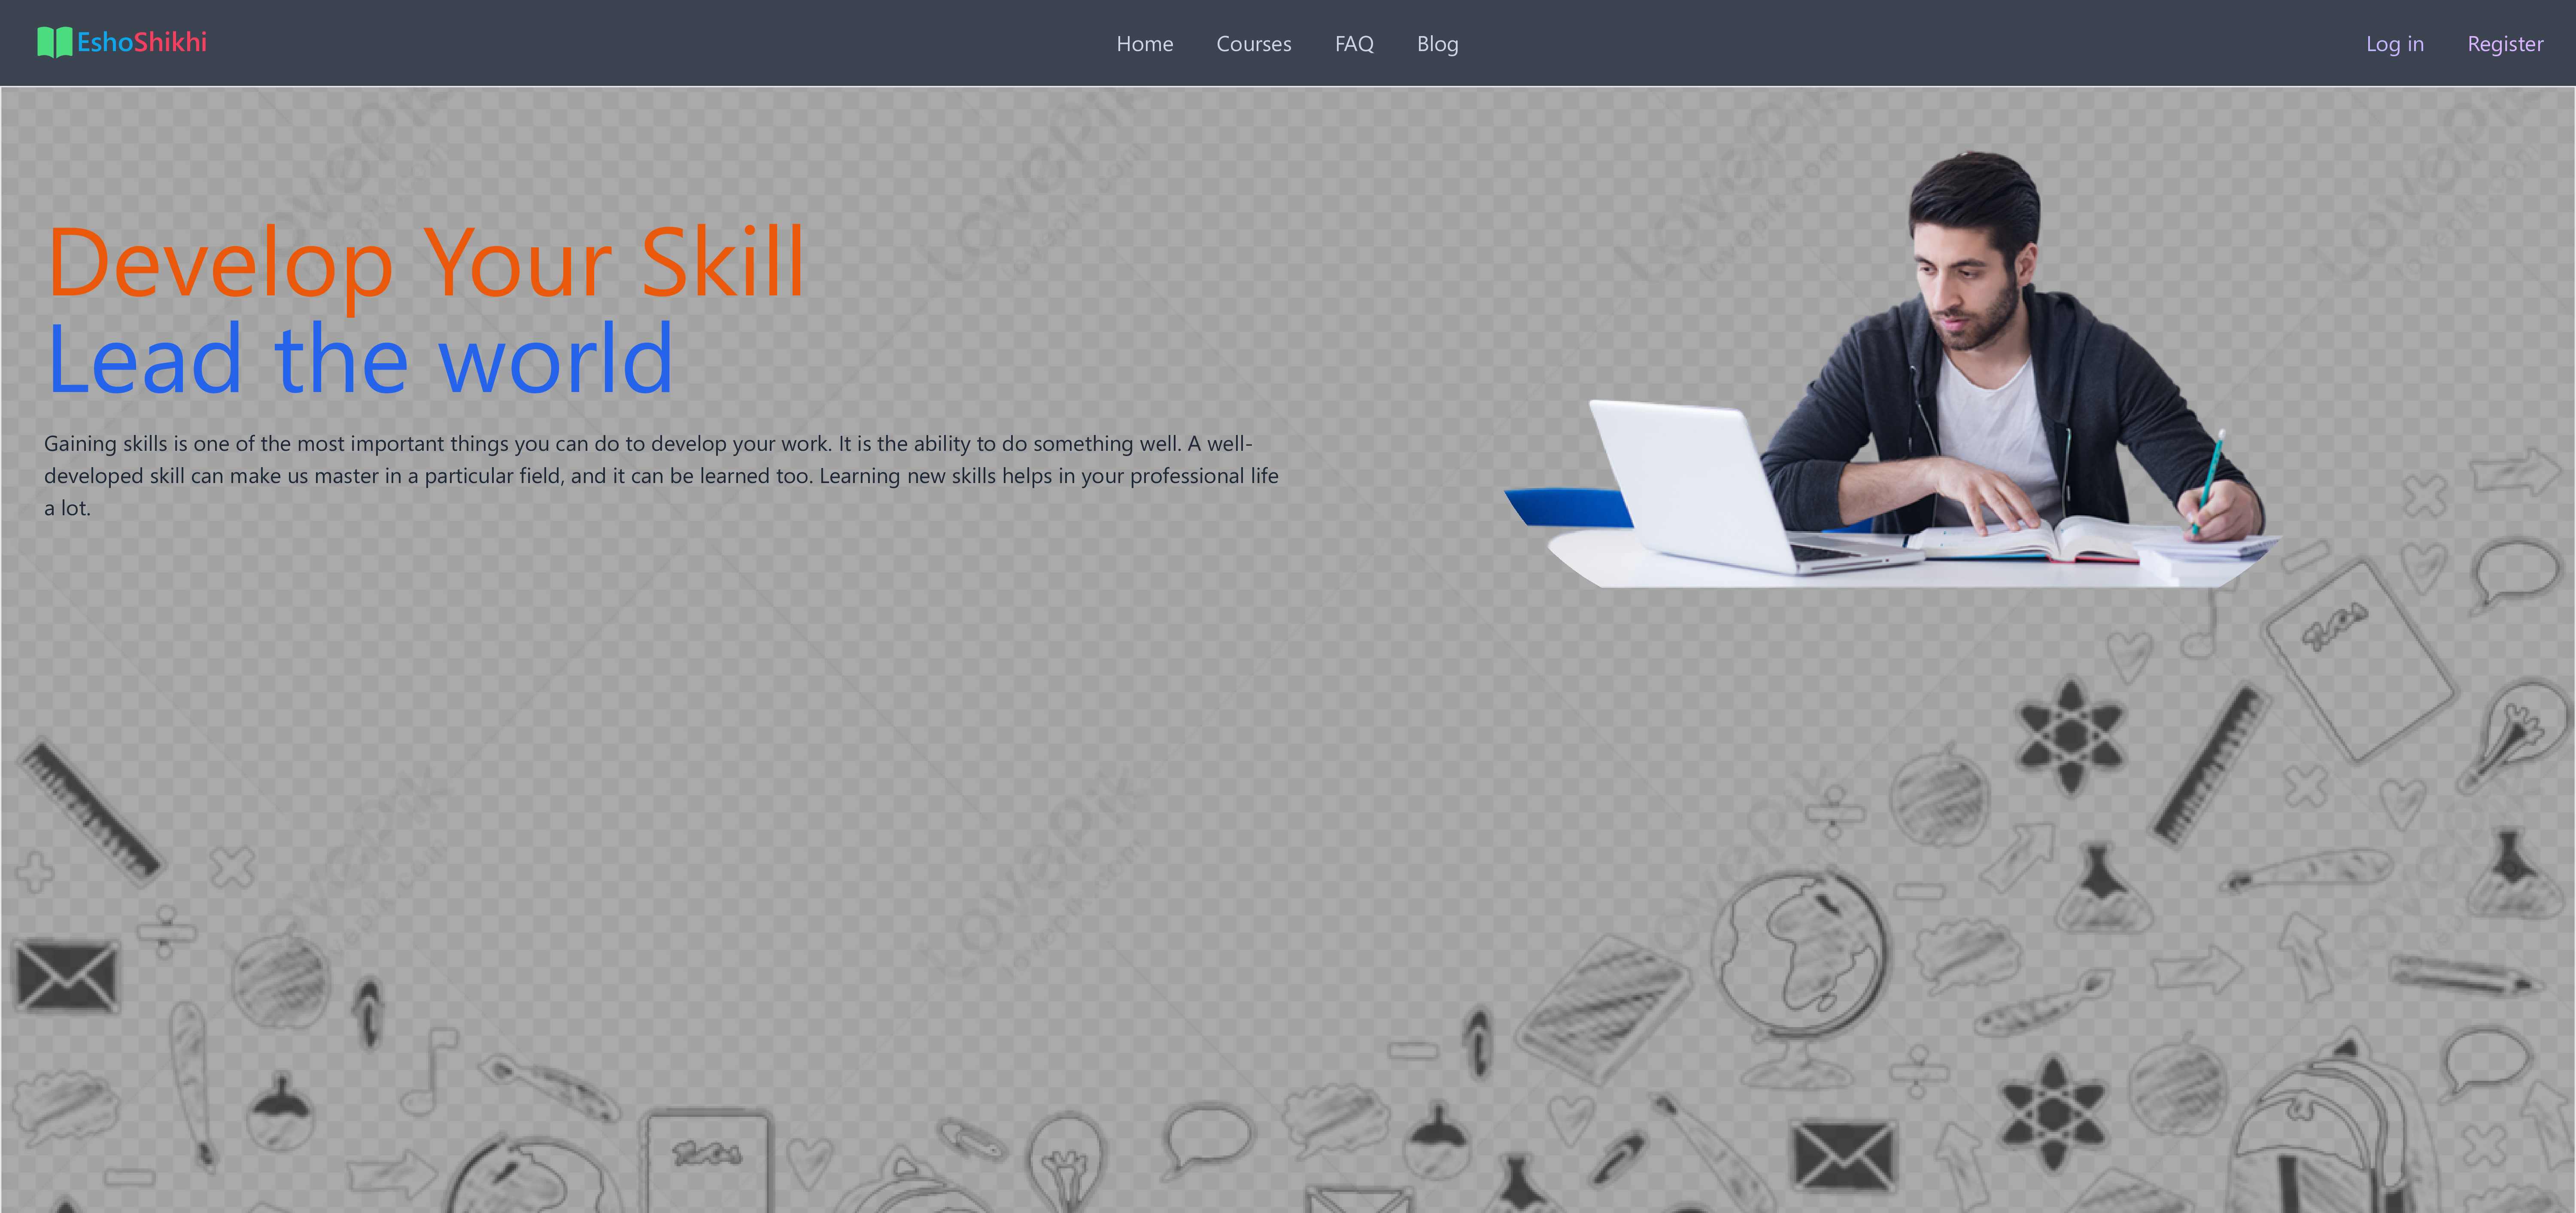 EshoShikhi
Home
Courses
FAQ
Blog
Log in
Register
Develop Your Skill
Lead the world
Gaining skills is one of the most important things you can do to develop your work. It is the ability to do something well. A well-
developed skill can make us master in a particular field, and it can be learned too. Learning new skills helps in your professional life
a lot.
Lovepik
lovepik.com